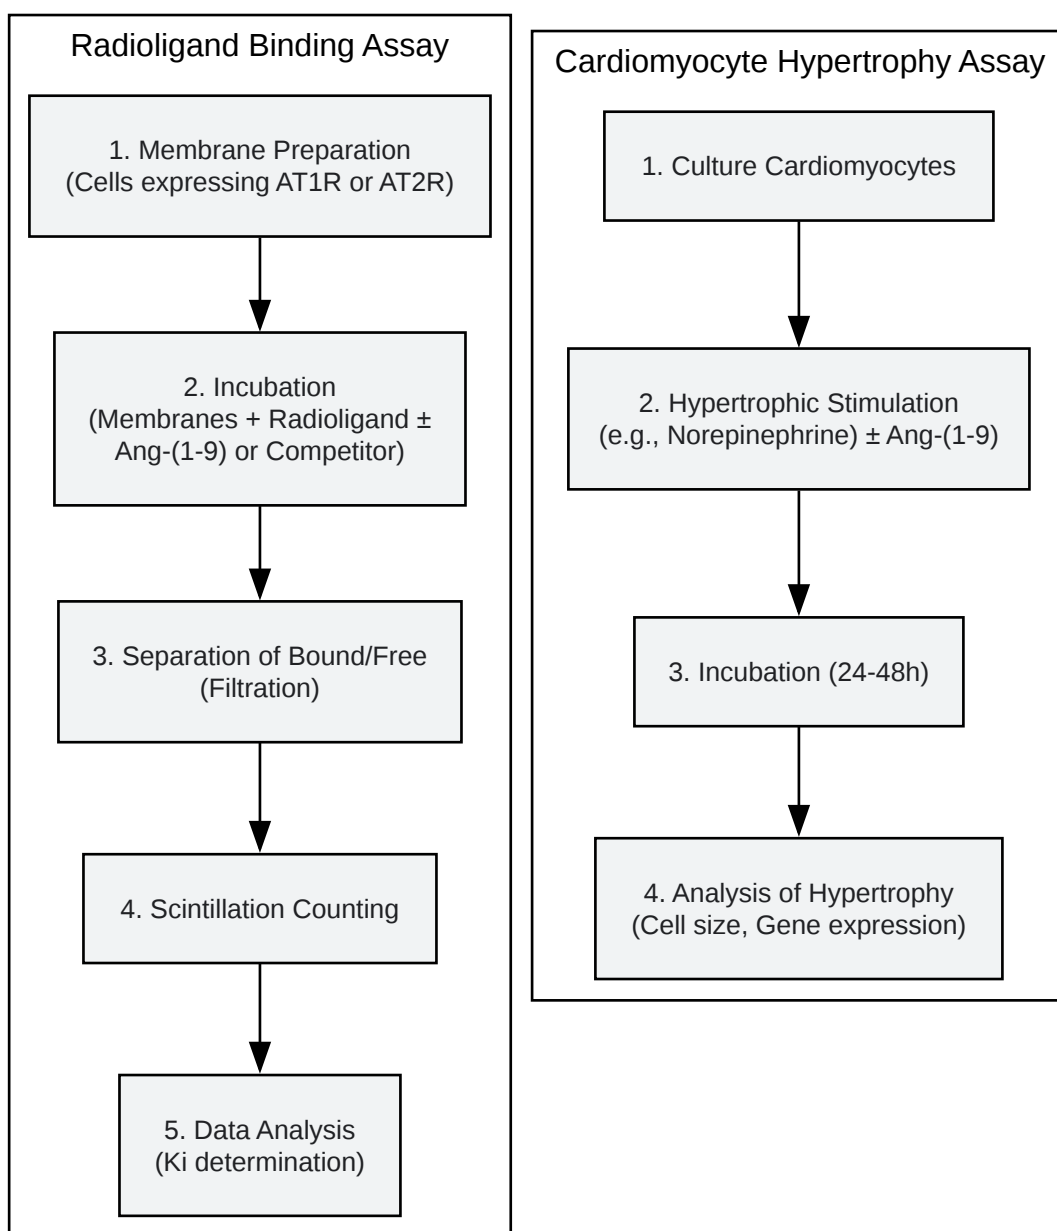 Radioligand Binding Assay
1. Membrane Preparation
(Cells expressing AT1R or AT2R)
2. Incubation
(Membranes + Radioligand ±
Ang-(1-9) or Competitor)
3. Separation of Bound/Free
(Filtration)
4. Scintillation Counting
5. Data Analysis
(Ki determination)
Cardiomyocyte Hypertrophy Assay
1. Culture Cardiomyocytes
2. Hypertrophic Stimulation
(e.g., Norepinephrine) ± Ang-(1-9)
3. Incubation (24-48h)
4. Analysis of Hypertrophy
(Cell size, Gene expression)